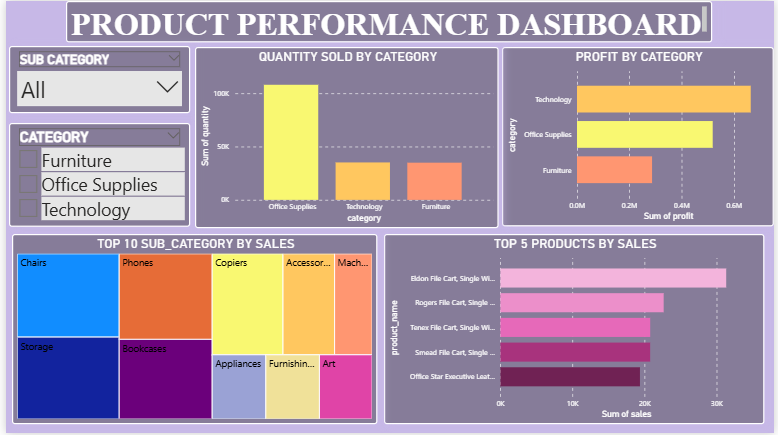 PRODUCT PERFORMANCE DASHBOARD
SUB CATEGORY
All
CATEGORY
Furniture
Office Supplies
Technology
QUANTITY SOLD BY CATEGORY
Sum of quantity
100K
50K
0K
Office Supplies
Technology
Furniture
category
PROFIT BY CATEGORY
category
Technology
Office Supplies
Furniture
0.0M
0.2M
0.4M
0.6M
Sum of profit
TOP 10 SUB_CATEGORY BY SALES
Chairs
Phones
Copiers
Accessor...
Mach...
Storage
Bookcases
Appliances
Furnishin...
Art
TOP 5 PRODUCTS BY SALES
product_name
Eldon File Cart, Single Wi...
Rogers File Cart, Single ...
Tenex File Cart, Single Wi...
Smead File Cart, Single ...
Office Star Executive Leat...
0K
10K
20K
30K
Sum of sales